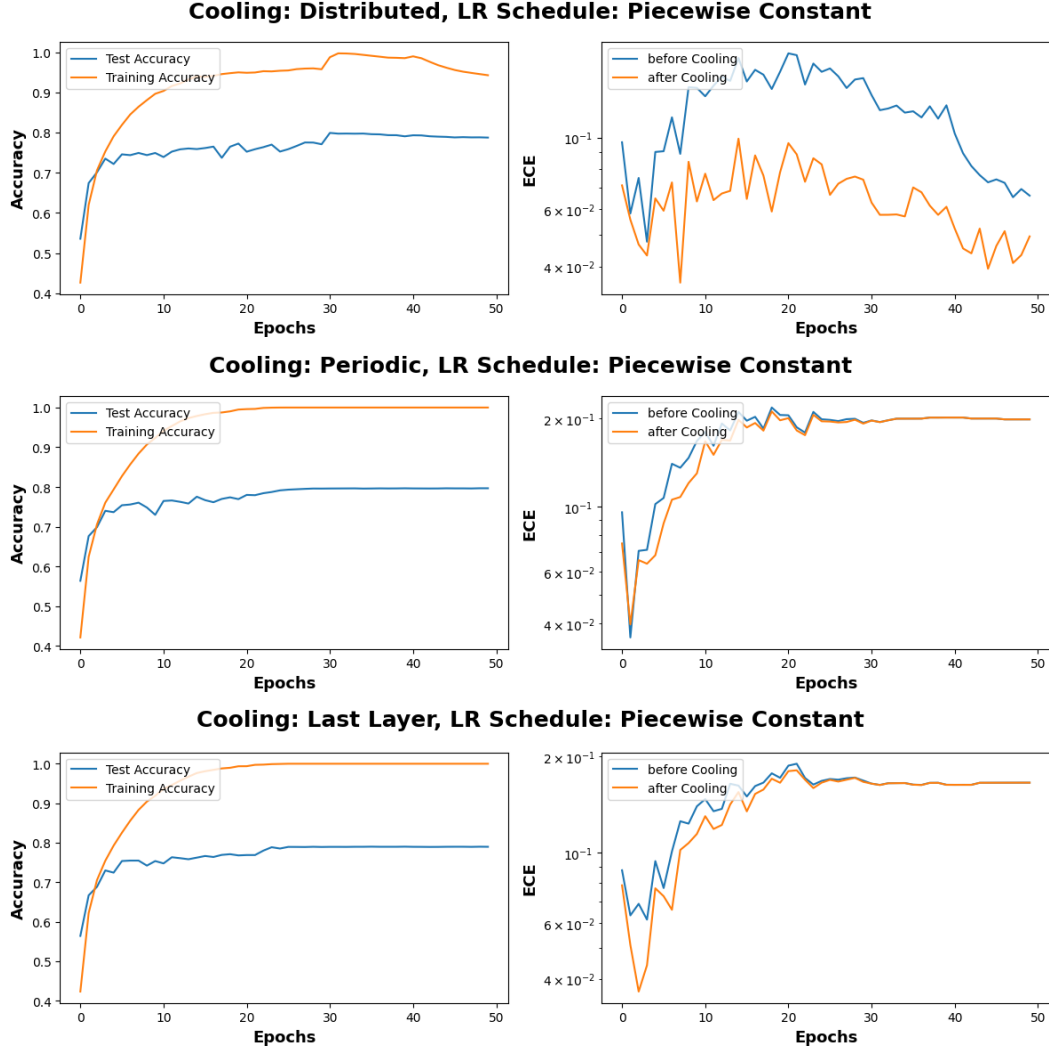 Cooling: Distributed, LR Schedule: Piecewise Constant
Accuracy
1.0
0.9
0.8
0.7
0.6
0.5
0.4
Test Accuracy
Training Accuracy
0 10 20 30 40 50
Epochs
ECE
10⁻¹
6 × 10⁻²
4 × 10⁻²
before Cooling
after Cooling
0 10 20 30 40 50
Epochs
Cooling: Periodic, LR Schedule: Piecewise Constant
Accuracy
1.0
0.9
0.8
0.7
0.6
0.5
0.4
Test Accuracy
Training Accuracy
0 10 20 30 40 50
Epochs
ECE
2 × 10⁻¹
10⁻¹
6 × 10⁻²
4 × 10⁻²
before Cooling
after Cooling
0 10 20 30 40 50
Epochs
Cooling: Last Layer, LR Schedule: Piecewise Constant
Accuracy
1.0
0.9
0.8
0.7
0.6
0.5
0.4
Test Accuracy
Training Accuracy
0 10 20 30 40 50
Epochs
ECE
2 × 10⁻¹
10⁻¹
6 × 10⁻²
4 × 10⁻²
before Cooling
after Cooling
0 10 20 30 40 50
Epochs